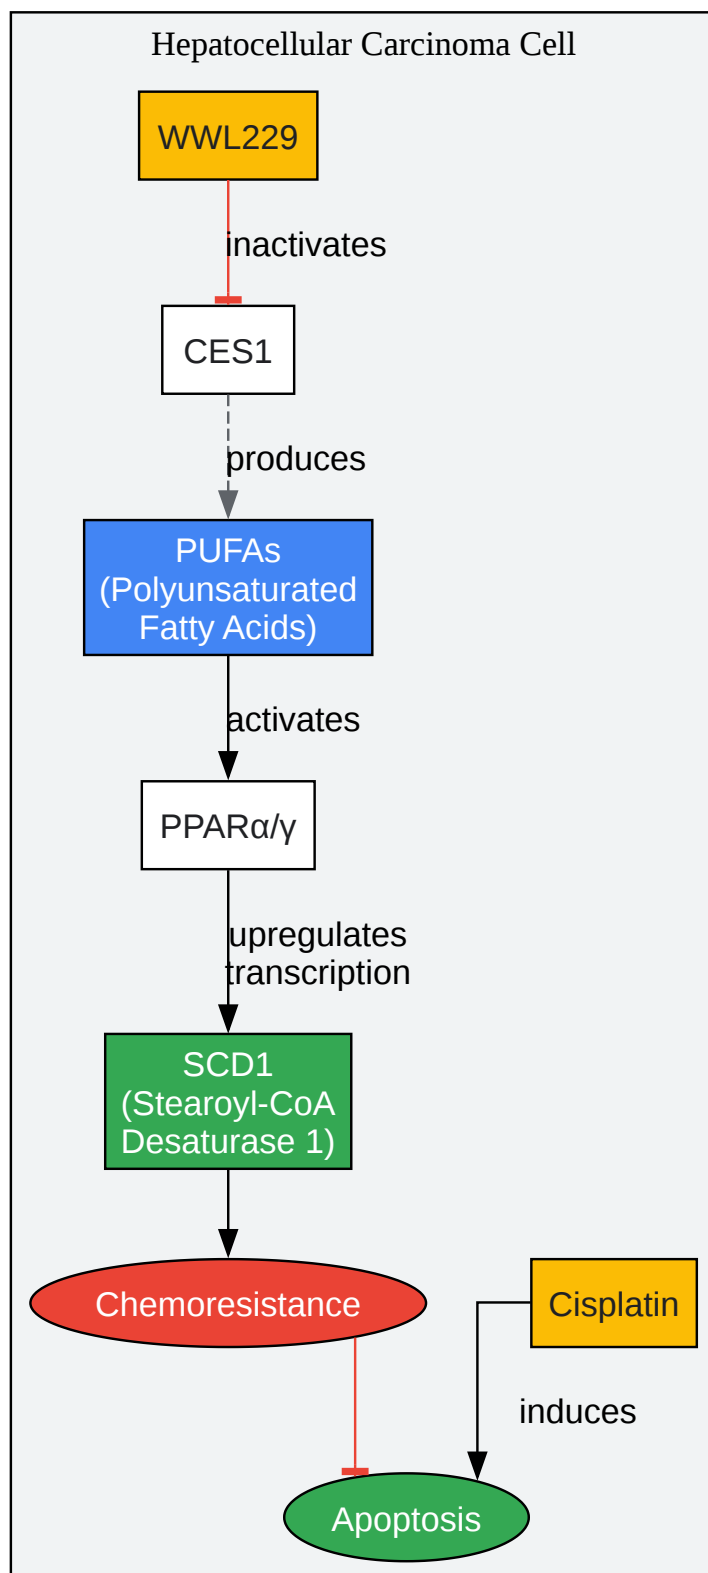 Hepatocellular Carcinoma Cell
WWL229
inactivates
CES1
produces
PUFAs
(Polyunsaturated
Fatty Acids)
activates
PPARα/γ
upregulates
transcription
SCD1
(Stearoyl-CoA
Desaturase 1)
Chemoresistance
Cisplatin
induces
Apoptosis